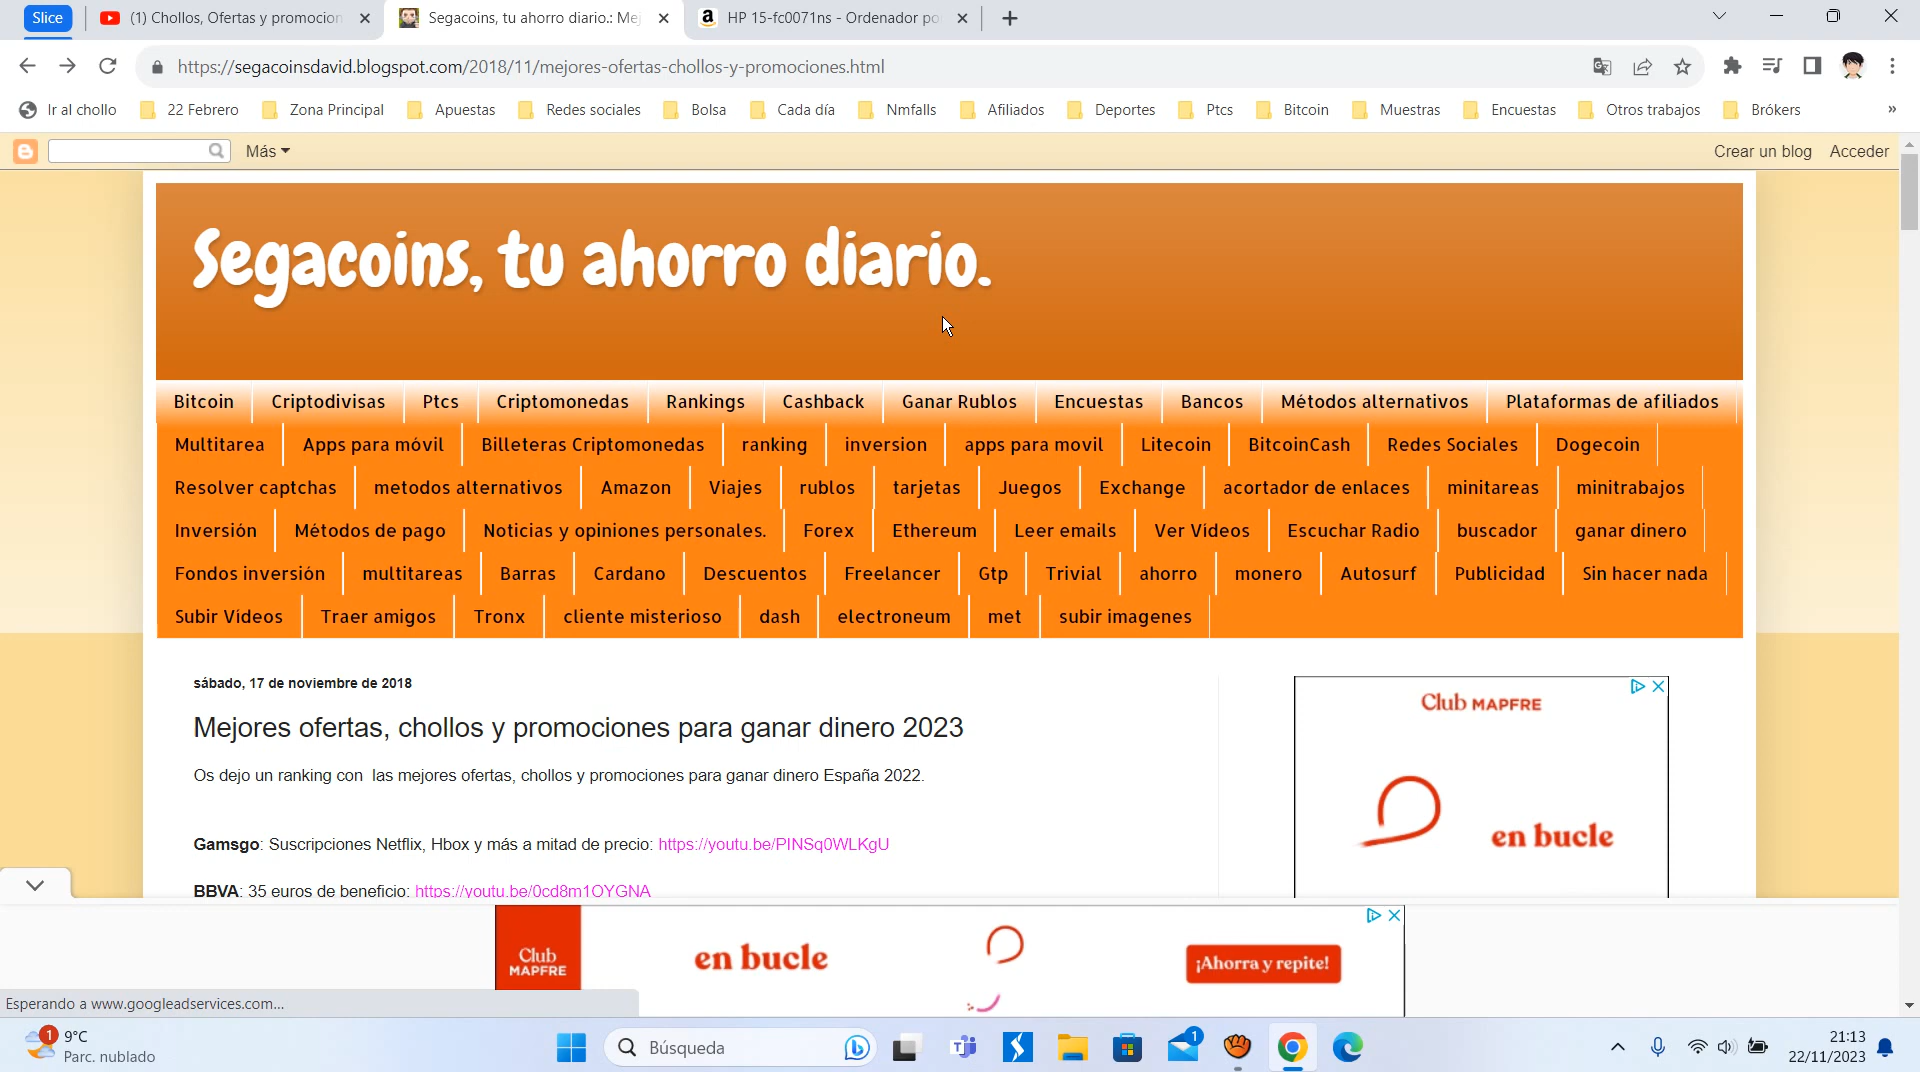 Slice
(1) Chollos, Ofertas y promocion
Segacoins, tu ahorro diario.: Mej
HP 15-fc0071ns - Ordenador po
https://segacoinsdavid.blogspot.com/2018/11/mejores-ofertas-chollos-y-promociones.html
Ir al chollo 22 Febrero Zona Principal Apuestas Redes sociales Bolsa Cada día Nmfalls Afiliados Deportes Ptcs Bitcoin Muestras Encuestas Otros trabajos Brókers »
Más Crear un blog Acceder
Segacoins, tu ahorro diario.
Bitcoin Criptodivisas Ptcs Criptomonedas Rankings Cashback Ganar Rublos Encuestas Bancos Métodos alternativos Plataformas de afiliados
Multitarea Apps para móvil Billeteras Criptomonedas ranking inversion apps para movil Litecoin BitcoinCash Redes Sociales Dogecoin
Resolver captchas metodos alternativos Amazon Viajes rublos tarjetas Juegos Exchange acortador de enlaces minitareas minitrabajos
Inversión Métodos de pago Noticias y opiniones personales. Forex Ethereum Leer emails Ver Videos Escuchar Radio buscador ganar dinero
Fondos inversión multitareas Barras Cardano Descuentos Freelancer Gtp Trivial ahorro monero Autosurf Publicidad Sin hacer nada
Subir Vídeos Traer amigos Tronx cliente misterioso dash electroneum met subir imagenes
sábado, 17 de noviembre de 2018
Mejores ofertas, chollos y promociones para ganar dinero 2023
Os dejo un ranking con las mejores ofertas, chollos y promociones para ganar dinero España 2022.
Gamsgo: Suscripciones Netflix, Hbox y más a mitad de precio: https://youtu.be/PINSq0WLKgU
BBVA: 35 euros de beneficio: https://youtu.be/0cd8m1OYGNA
Club MAPFRE
en bucle
Club
MAPFRE
en bucle
¡Ahorra y repite!
Esperando a www.googleadservices.com...
1
9°C
Parc. nublado
Búsqueda
1
21:13
22/11/2023